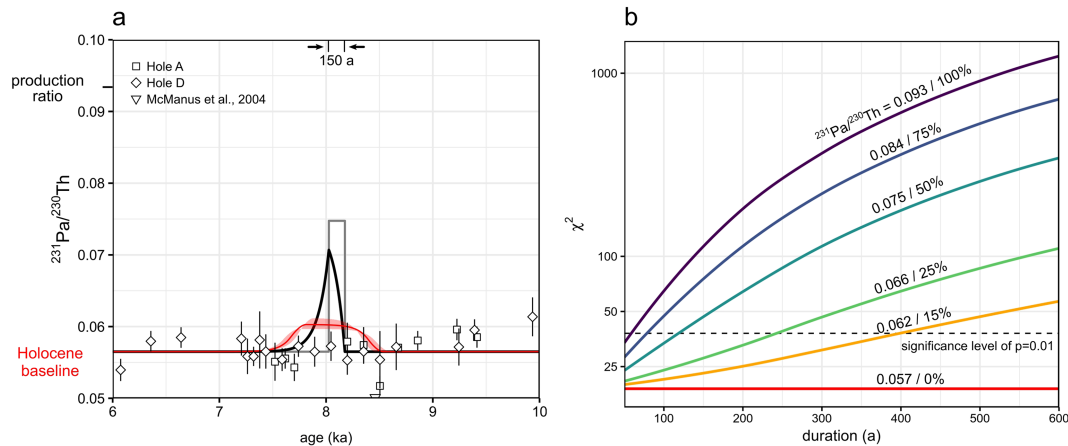 a
150 a
0.10
0.09
0.08
0.07
0.06
0.05
production
ratio
Holocene
baseline
²³¹Pa/²³⁰Th
Hole A
Hole D
McManus et al., 2004
6
7
8
9
10
age (ka)
b
1000
100
50
25
χ²
²³¹Pa/²³⁰Th = 0.093 / 100%
0.084 / 75%
0.075 / 50%
0.066 / 25%
0.062 / 15%
significance level of p=0.01
0.057 / 0%
100
200
300
400
500
600
duration (a)